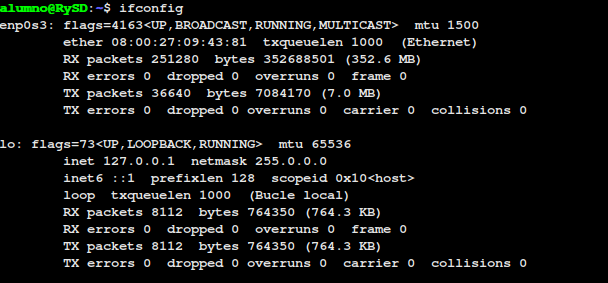 alumno@RySD:~$ ifconfig
enp0s3: flags=4163<UP,BROADCAST,RUNNING,MULTICAST>  mtu 1500
        ether 08:00:27:09:43:81  txqueuelen 1000  (Ethernet)
        RX packets 251280  bytes 352688501 (352.6 MB)
        RX errors 0  dropped 0  overruns 0  frame 0
        TX packets 36640  bytes 7084170 (7.0 MB)
        TX errors 0  dropped 0 overruns 0  carrier 0  collisions 0

lo: flags=73<UP,LOOPBACK,RUNNING>  mtu 65536
        inet 127.0.0.1  netmask 255.0.0.0
        inet6 ::1  prefixlen 128  scopeid 0x10<host>
        loop  txqueuelen 1000  (Bucle local)
        RX packets 8112  bytes 764350 (764.3 KB)
        RX errors 0  dropped 0  overruns 0  frame 0
        TX packets 8112  bytes 764350 (764.3 KB)
        TX errors 0  dropped 0 overruns 0  carrier 0  collisions 0